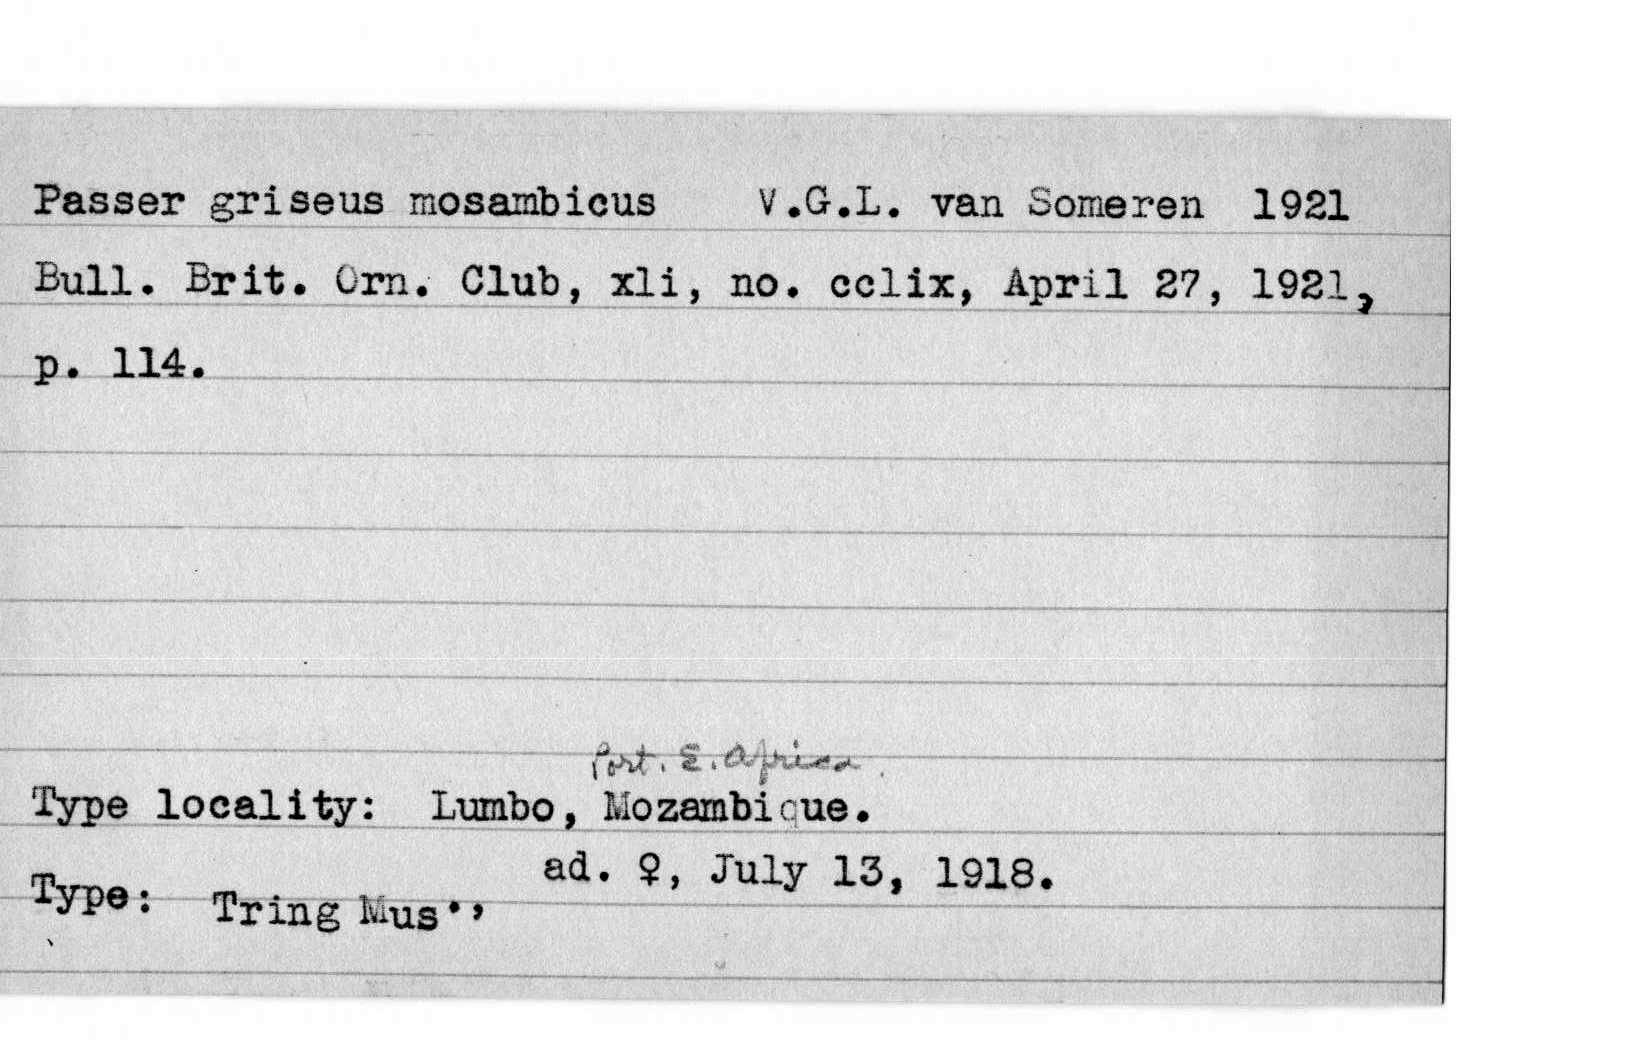 Passer griseus mosambicus V.G.L. van Someren 1921
Bull. Brit. Orn. Club, xli, no. cclix, April 27, 1921,
p. 114.
Port. E. Africa.
Type locality: Lumbo, Mozambique.
Type: Tring Mus., ad. ♀, July 13, 1918.